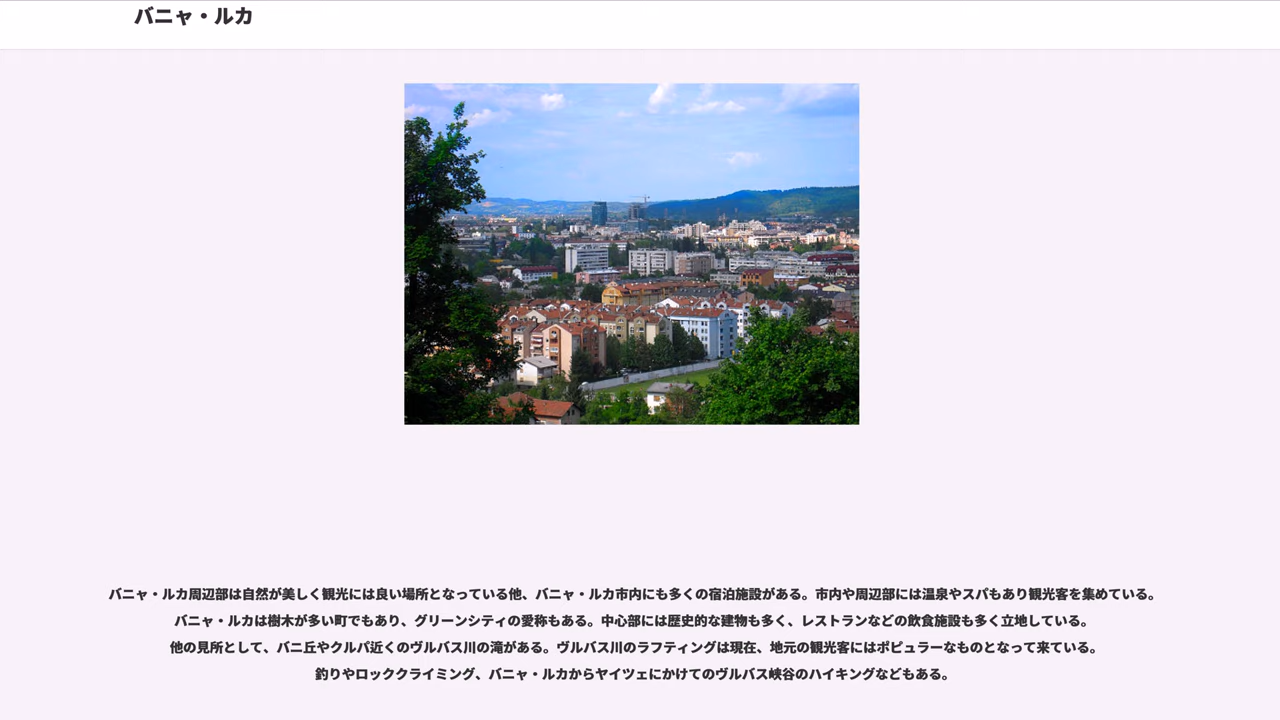 バニャ・ルカ
バニャ・ルカ周辺部は自然が美しく観光には良い場所となっている他、バニャ・ルカ市内にも多くの宿泊施設がある。市内や周辺部には温泉やスパもあり観光客を集めている。
バニャ・ルカは樹木が多い町でもあり、グリーンシティの愛称もある。中心部には歴史的な建物も多く、レストランなどの飲食施設も多く立地している。
他の見所として、バニ丘やクルパ近くのヴルバス川の滝がある。ヴルバス川のラフティングは現在、地元の観光客にはポピュラーなものとなって来ている。
釣りやロッククライミング、バニャ・ルカからヤイツェにかけてのヴルバス峡谷のハイキングなどもある。